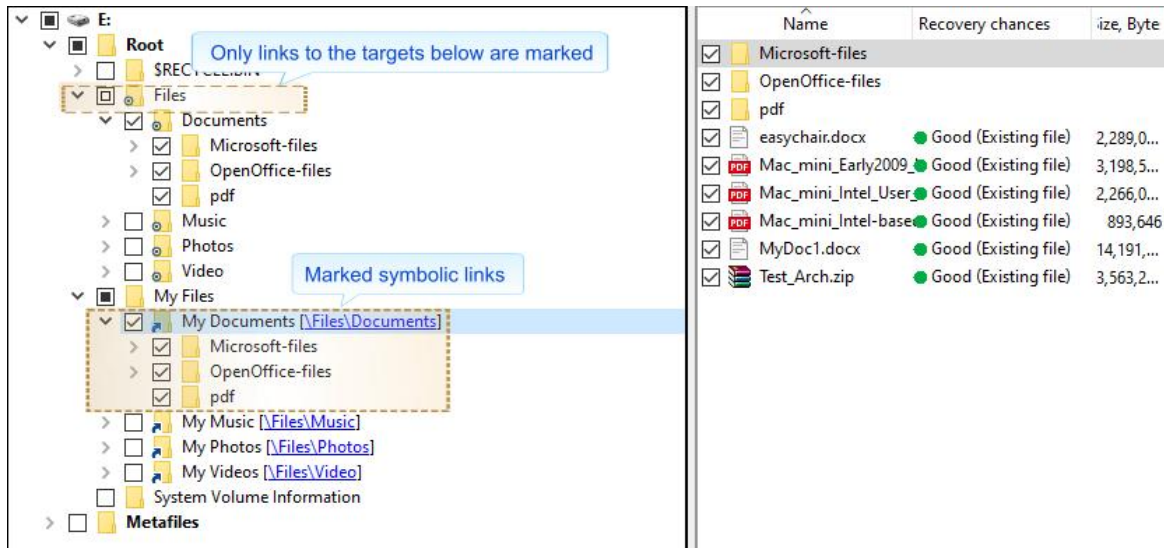 E:
Root
Only links to the targets below are marked
Files
Documents
Microsoft-files
OpenOffice-files
pdf
Music
Photos
Video
Marked symbolic links
My Files
My Documents [\Files\Documents]
Microsoft-files
OpenOffice-files
pdf
My Music [\Files\Music]
My Photos [\Files\Photos]
My Videos [\Files\Video]
System Volume Information
Metafiles
Name Recovery chances ize, Byte
Microsoft-files
OpenOffice-files
pdf
easychair.docx Good (Existing file) 2,289,0...
PDF Mac_mini_Early2009_ Good (Existing file) 3,198,5...
PDF Mac_mini_Intel_User_ Good (Existing file) 2,266,0...
PDF Mac_mini_Intel-base Good (Existing file) 893,646
MyDoc1.docx Good (Existing file) 14,191,...
Test_Arch.zip Good (Existing file) 3,563,2...